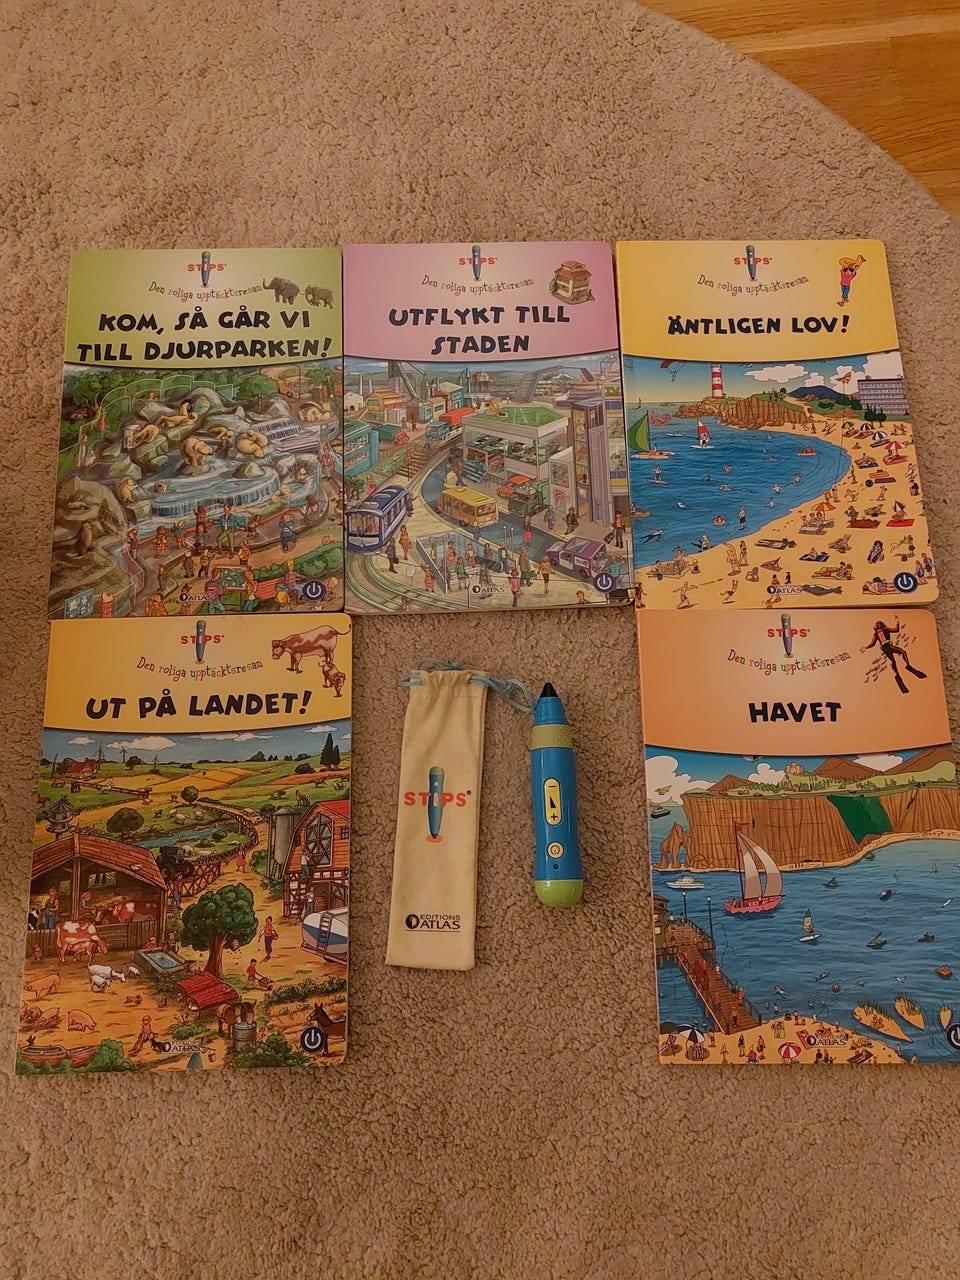 STIPS
Den roliga upptäcktsresan
KOM, SÅ GÅR VI
TILL DJURPARKEN!
ATLAS
STIPS
Den roliga upptäcktsresan
UTFLYKT TILL
STADEN
ATLAS
STIPS
Den roliga upptäcktsresan
ÄNTLIGEN LOV!
ATLAS
STIPS
Den roliga upptäcktsresan
UT PÅ LANDET!
ATLAS
STIPS
EDITIONS
ATLAS
- +
STIPS
Den roliga upptäcktsresan
HAVET
EDITIONS
ATLAS